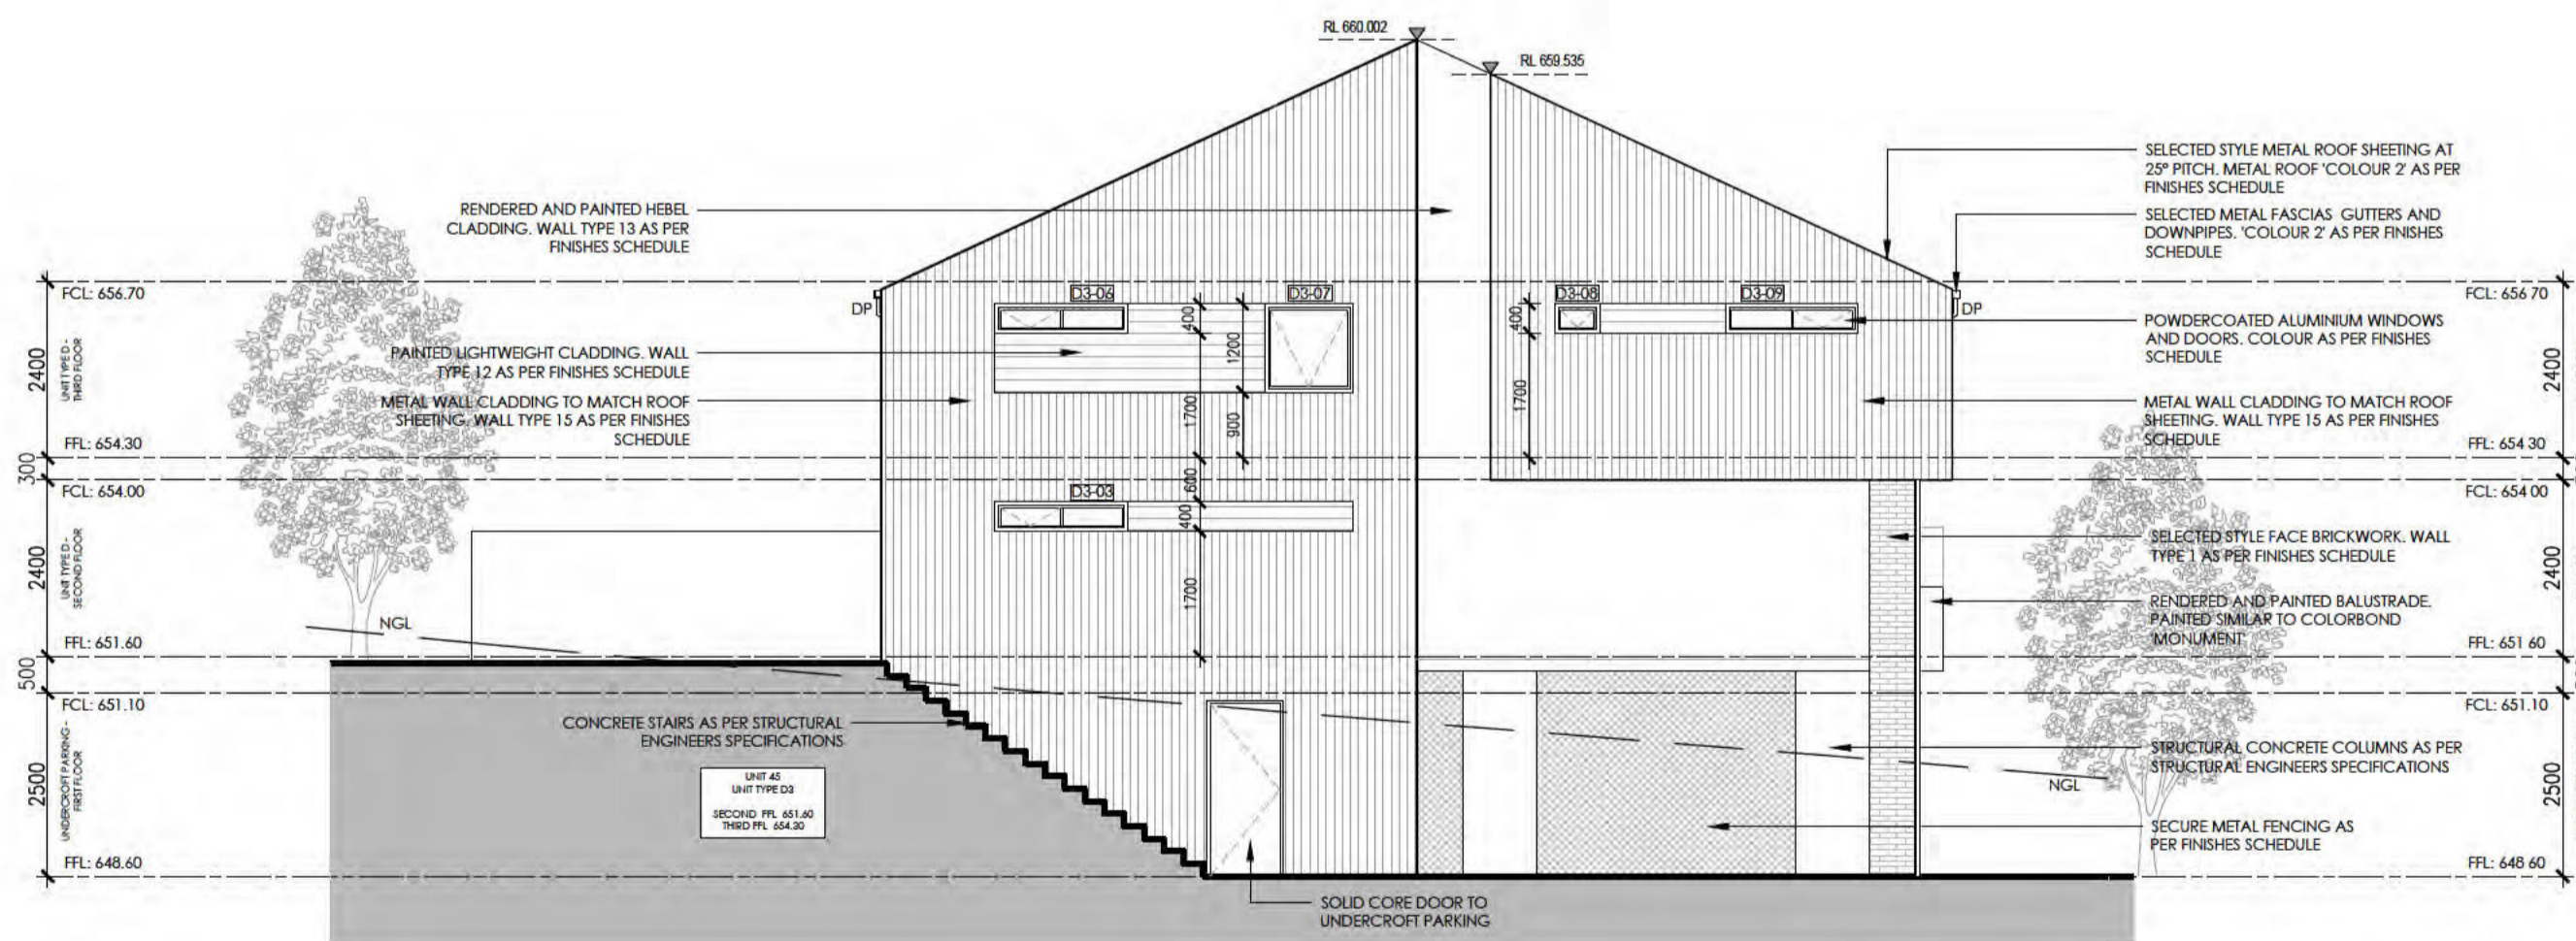 RL 660.002
RL 659.535
RENDERED AND PAINTED HEBEL
CLADDING. WALL TYPE 13 AS PER
FINISHES SCHEDULE
SELECTED STYLE METAL ROOF SHEETING AT
25° PITCH. METAL ROOF 'COLOUR 2' AS PER
FINISHES SCHEDULE
SELECTED METAL FASCIAS GUTTERS AND
DOWNPIPES. 'COLOUR 2' AS PER FINISHES
SCHEDULE
FCL: 656.70
DP
D3-06
D3-07
D3-08
D3-09
DP
FCL: 656 70
2400
UNIT TYPE D -
THIRD FLOOR
PAINTED LIGHTWEIGHT CLADDING. WALL
TYPE 12 AS PER FINISHES SCHEDULE
METAL WALL CLADDING TO MATCH ROOF
SHEETING. WALL TYPE 15 AS PER FINISHES
SCHEDULE
400
1200
1700
900
400
1700
POWDERCOATED ALUMINIUM WINDOWS
AND DOORS. COLOUR AS PER FINISHES
SCHEDULE
METAL WALL CLADDING TO MATCH ROOF
SHEETING. WALL TYPE 15 AS PER FINISHES
SCHEDULE
2400
FFL: 654.30
FFL: 654 30
300
FCL: 654.00
FCL: 654 00
D3-03
600
400
1700
2400
UNIT TYPE D -
SECOND FLOOR
SELECTED STYLE FACE BRICKWORK. WALL
TYPE 1 AS PER FINISHES SCHEDULE
RENDERED AND PAINTED BALUSTRADE.
PAINTED SIMILAR TO COLORBOND
'MONUMENT'
2400
NGL
FFL: 651.60
FFL: 651 60
500
FCL: 651.10
FCL: 651.10
CONCRETE STAIRS AS PER STRUCTURAL
ENGINEERS SPECIFICATIONS
2500
UNDERCROFT PARKING -
FIRST FLOOR
UNIT 45
UNIT TYPE D3
SECOND FFL 651.60
THIRD FFL 654.30
STRUCTURAL CONCRETE COLUMNS AS PER
STRUCTURAL ENGINEERS SPECIFICATIONS
NGL
2500
SECURE METAL FENCING AS
PER FINISHES SCHEDULE
FFL: 648.60
FFL: 648 60
SOLID CORE DOOR TO
UNDERCROFT PARKING